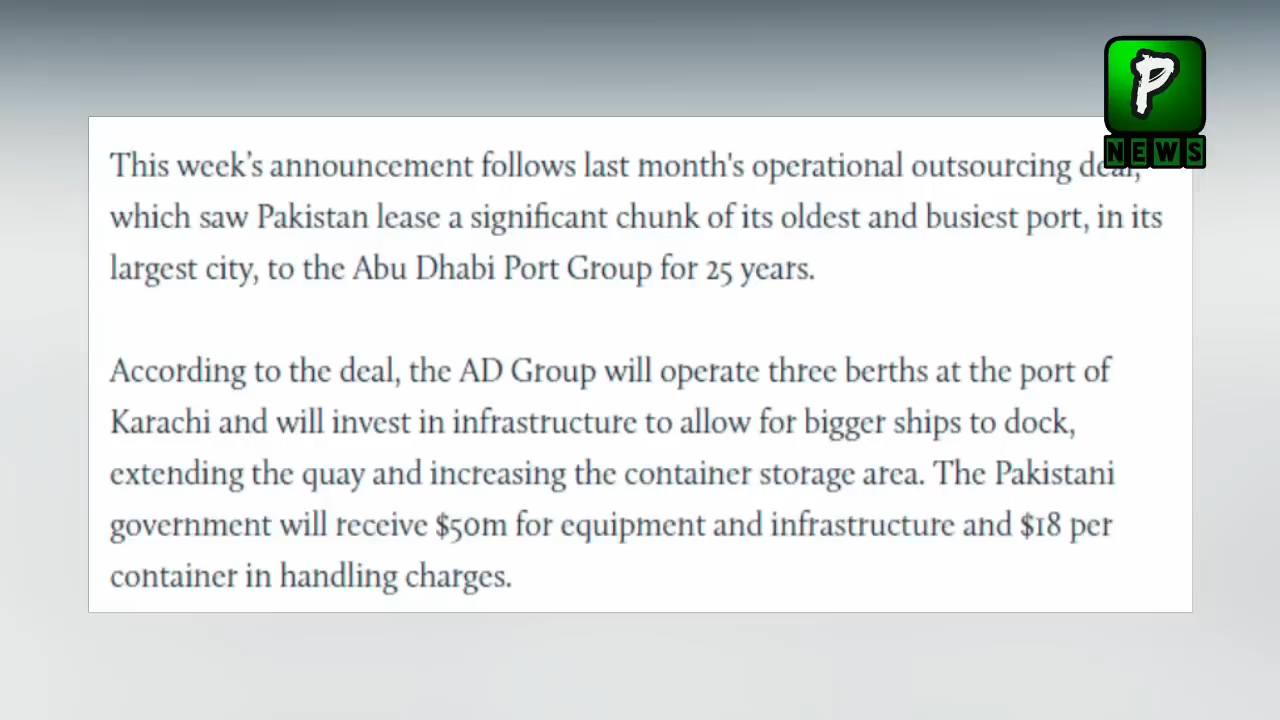 P
NEWS
This week’s announcement follows last month's operational outsourcing deal,
which saw Pakistan lease a significant chunk of its oldest and busiest port, in its
largest city, to the Abu Dhabi Port Group for 25 years.
According to the deal, the AD Group will operate three berths at the port of
Karachi and will invest in infrastructure to allow for bigger ships to dock,
extending the quay and increasing the container storage area. The Pakistani
government will receive $50m for equipment and infrastructure and $18 per
container in handling charges.